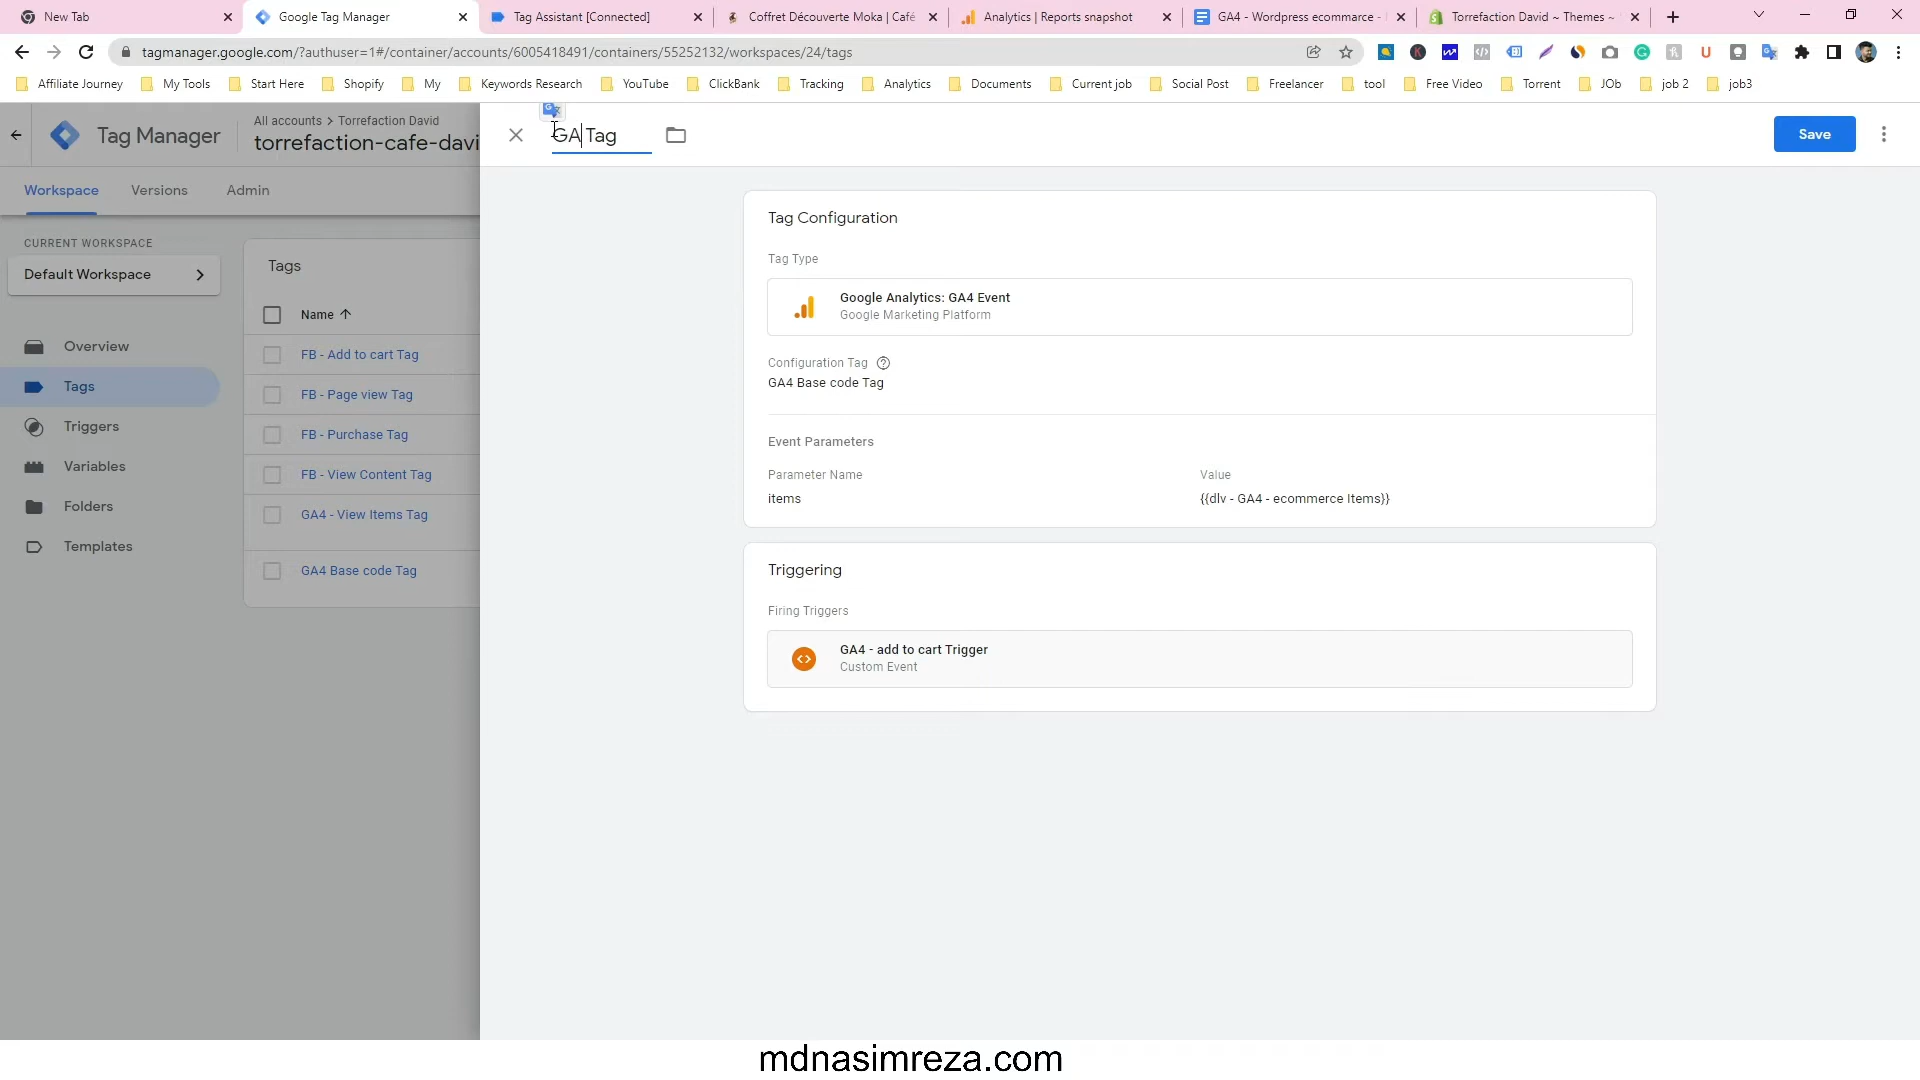 New Tab
Google Tag Manager
Tag Assistant [Connected]
Coffret Découverte Moka | Café
Analytics | Reports snapshot
GA4 - Wordpress ecommarce -
Torrefaction David ~ Themes ~
tagmanager.google.com/?authuser=1#/container/accounts/6005418491/containers/55252132/workspaces/24/tags
Affiliate Journey
My Tools
Start Here
Shopify
My
Keywords Research
YouTube
ClickBank
Tracking
Analytics
Documents
Current job
Social Post
Freelancer
tool
Free Video
Torrent
JOb
job 2
job3
Tag Manager
All accounts > Torrefaction David
torrefaction-cafe-davi
GA Tag
Save
Workspace
Versions
Admin
CURRENT WORKSPACE
Default Workspace
Overview
Tags
Triggers
Variables
Folders
Templates
Tags
Name
FB - Add to cart Tag
FB - Page view Tag
FB - Purchase Tag
FB - View Content Tag
GA4 - View Items Tag
GA4 Base code Tag
Tag Configuration
Tag Type
Google Analytics: GA4 Event
Google Marketing Platform
Configuration Tag
GA4 Base code Tag
Event Parameters
Parameter Name
Value
items
{{dlv - GA4 - ecommerce Items}}
Triggering
Firing Triggers
GA4 - add to cart Trigger
Custom Event
mdnasimreza.com